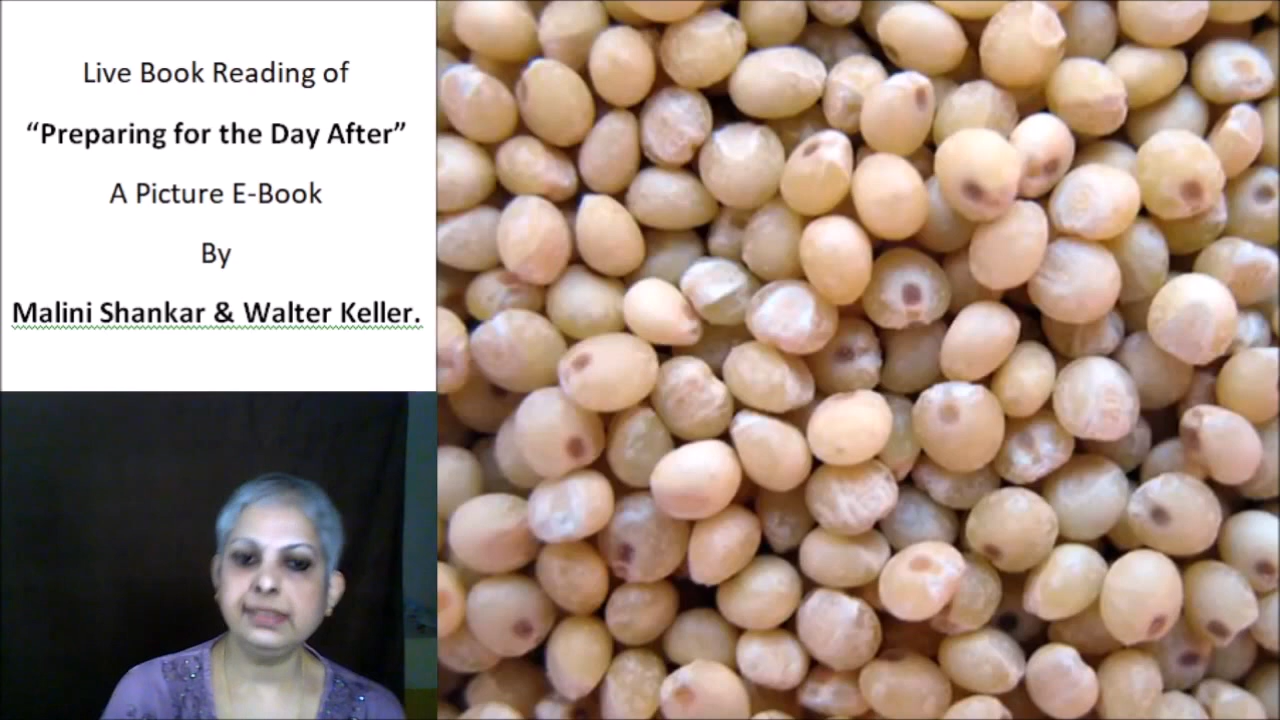 Live Book Reading of
“Preparing for the Day After”
A Picture E-Book
By
Malini Shankar & Walter Keller.